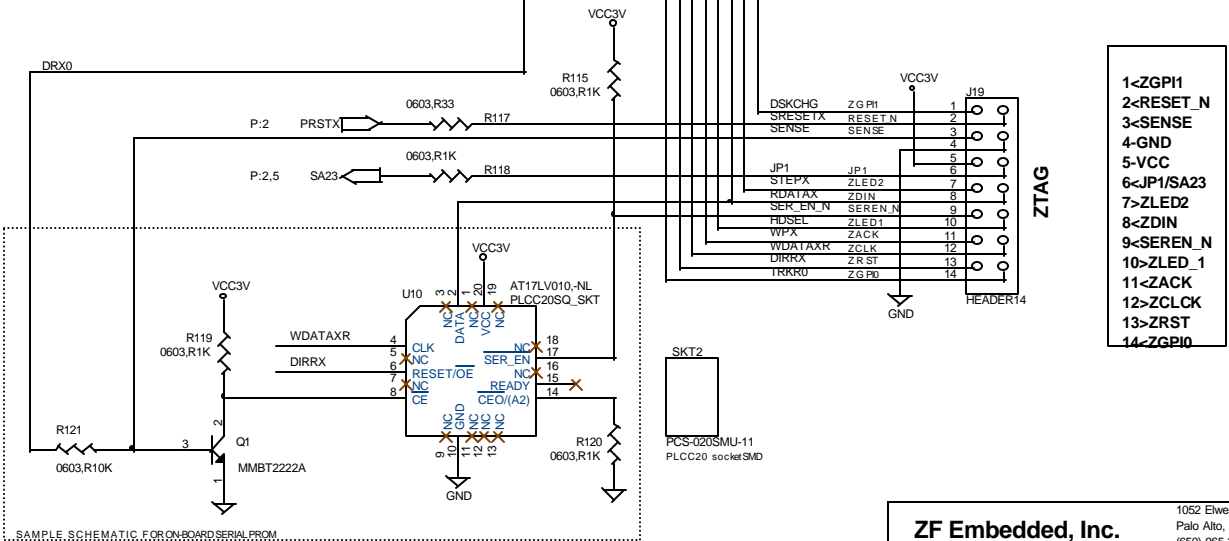 VCC3V
DRX0
R115
0603,R1K
VCC3V
J19
0603,R33
P:2 PRSTX
R117
0603,R1K
P:2,5 SA23
R118
DSKCHG ZGPI1 1
SRESETX RESET_N 2
SENSE SENSE 3
4
5
JP1 JP1 6
STEPX ZLED2 7
RDATAX ZDIN 8
SER_EN_N SEREN_N 9
HDSEL ZLED1 10
WPX ZACK 11
WDATAXR ZCLK 12
DIRRX ZRST 13
TRKR0 ZGPI0 14
HEADER14
GND
ZTAG
1<ZGPI1
2<RESET_N
3<SENSE
4-GND
5-VCC
6<JP1/SA23
7>ZLED2
8<ZDIN
9<SEREN_N
10>ZLED_1
11<ZACK
12>ZCLCK
13>ZRST
14<ZGPI0
VCC3V
VCC3V
U10
AT17LV010,-NL
PLCC20SQ_SKT
3 2 1 20 19
NC DATA NC VCC NC
R119
0603,R1K
WDATAXR 4 CLK
5 NC
DIRRX 6 RESET/OE
7 NC
8 CE
NC 18
SER_EN 17
NC 16
READY 15
CEO/(A2) 14
NC GND NC NC NC
9 10 11 12 13
GND
R120
0603,R1K
R121
0603,R10K
3
2
1
Q1
MMBT2222A
SKT2
PCS-020SMU-11
PLCC20 socketSMD
SAMPLE SCHEMATIC FOR ON-BOARD SERIAL PROM
ZF Embedded, Inc.
1052 Elwe
Palo Alto,